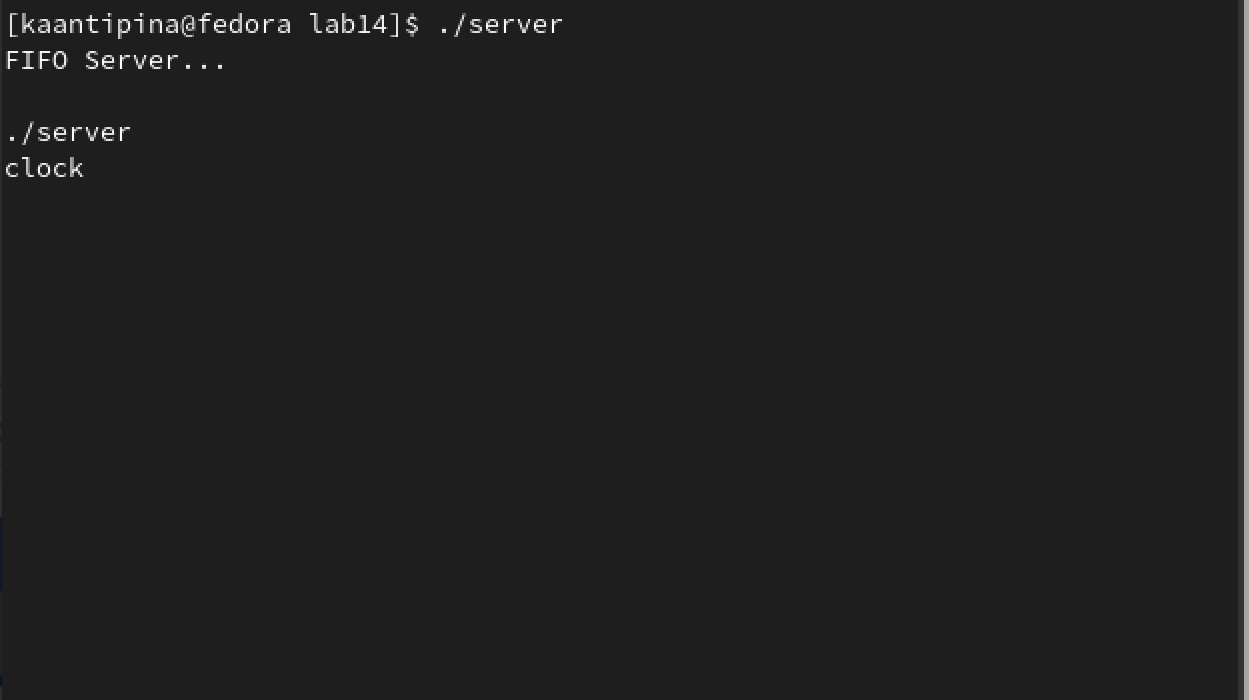 [kaantipina@fedora lab14]$ ./server
FIFO Server...
./server
clock